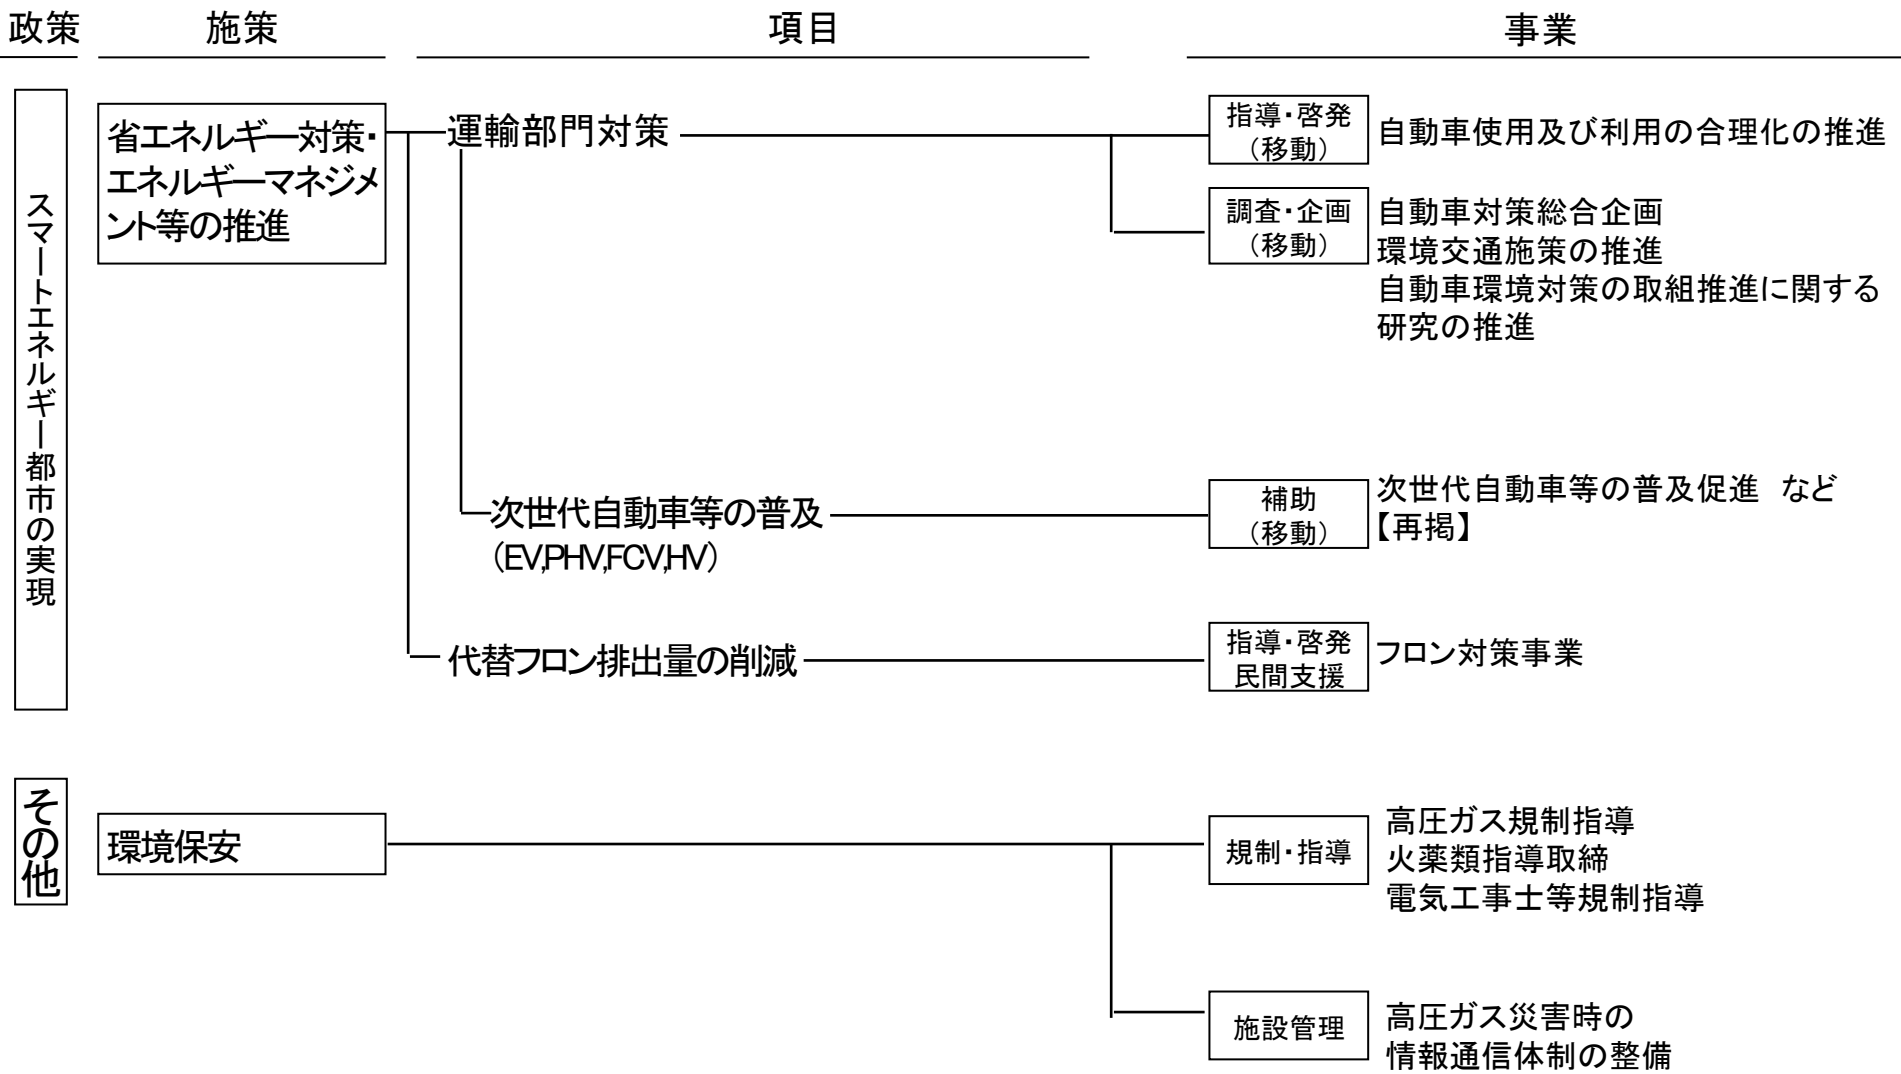 政策
施策
項目
事業
スマートエネルギー都市の実現
省エネルギー対策・
エネルギーマネジメ
ント等の推進
運輸部門対策
指導・啓発
（移動）
自動車使用及び利用の合理化の推進
調査・企画
（移動）
自動車対策総合企画
環境交通施策の推進
自動車環境対策の取組推進に関する
研究の推進
次世代自動車等の普及
（EV,PHV,FCV,HV）
補助
（移動）
次世代自動車等の普及促進　など
【再掲】
代替フロン排出量の削減
指導・啓発
民間支援
フロン対策事業
その他
環境保安
規制・指導
高圧ガス規制指導
火薬類指導取締
電気工事士等規制指導
施設管理
高圧ガス災害時の
情報通信体制の整備